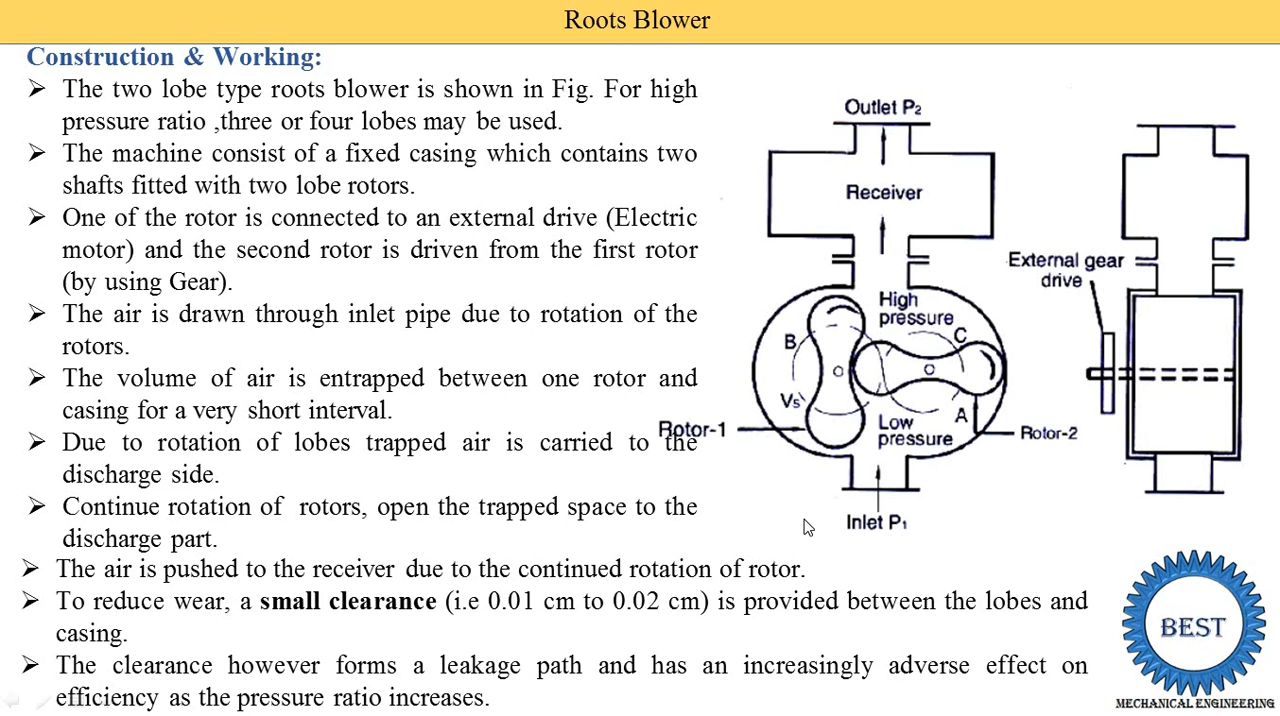 Roots Blower
Construction & Working:
➢ The two lobe type roots blower is shown in Fig. For high
pressure ratio ,three or four lobes may be used.
➢ The machine consist of a fixed casing which contains two
shafts fitted with two lobe rotors.
➢ One of the rotor is connected to an external drive (Electric
motor) and the second rotor is driven from the first rotor
(by using Gear).
➢ The air is drawn through inlet pipe due to rotation of the
rotors.
➢ The volume of air is entrapped between one rotor and
casing for a very short interval.
➢ Due to rotation of lobes trapped air is carried to the
discharge side.
➢ Continue rotation of rotors, open the trapped space to the
discharge part.
➢ The air is pushed to the receiver due to the continued rotation of rotor.
➢ To reduce wear, a small clearance (i.e 0.01 cm to 0.02 cm) is provided between the lobes and
casing.
➢ The clearance however forms a leakage path and has an increasingly adverse effect on
efficiency as the pressure ratio increases.
Outlet P₂
Receiver
External gear
drive
High
pressure
B
C
Vs
A
Low
pressure
Rotor-1
Rotor-2
Inlet P₁
BEST
MECHANICAL ENGINEERING